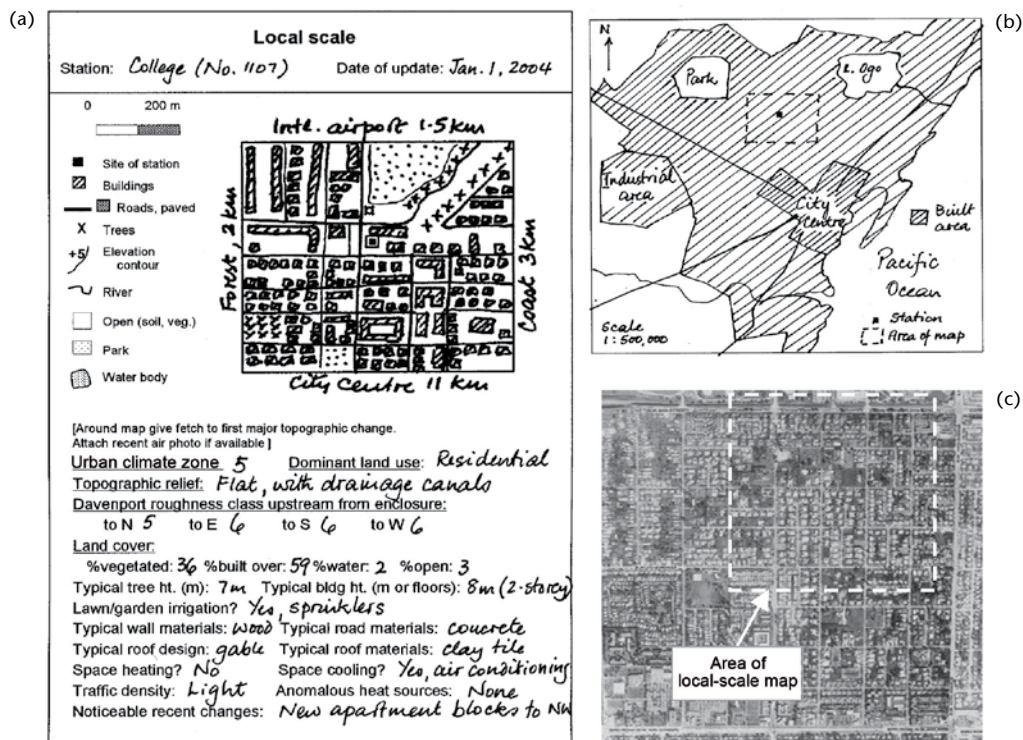 (a)
Local scale
Station: College (No. 1107) Date of update: Jan. 1, 2004
0 200 m
Site of station
Buildings
Roads, paved
X Trees
+5 Elevation
contour
River
Open (soil, veg.)
Park
Water body
Intl. airport 1.5 km
Forest, 2 km
Coast 3 km
City Centre 11 km
[Around map give fetch to first major topographic change.
Attach recent air photo if available ]
Urban climate zone 5 Dominant land use: Residential
Topographic relief: Flat, with drainage canals
Davenport roughness class upstream from enclosure:
to N 5 to E 6 to S 6 to W 6
Land cover:
%vegetated: 36 %built over: 59 %water: 2 %open: 3
Typical tree ht. (m): 7m Typical bldg ht. (m or floors): 8m (2-storey)
Lawn/garden irrigation? Yes, sprinklers
Typical wall materials: wood Typical road materials: concrete
Typical roof design: gable Typical roof materials: clay tile
Space heating? No Space cooling? Yes, air conditioning
Traffic density: Light Anomalous heat sources: None
Noticeable recent changes: New apartment blocks to NW
(b)
N
Park
L. Ogo
Industrial
area
City
Centre
Built
area
Pacific
Ocean
Station
Area of map
Scale
1:500,000
(c)
Area of
local-scale map